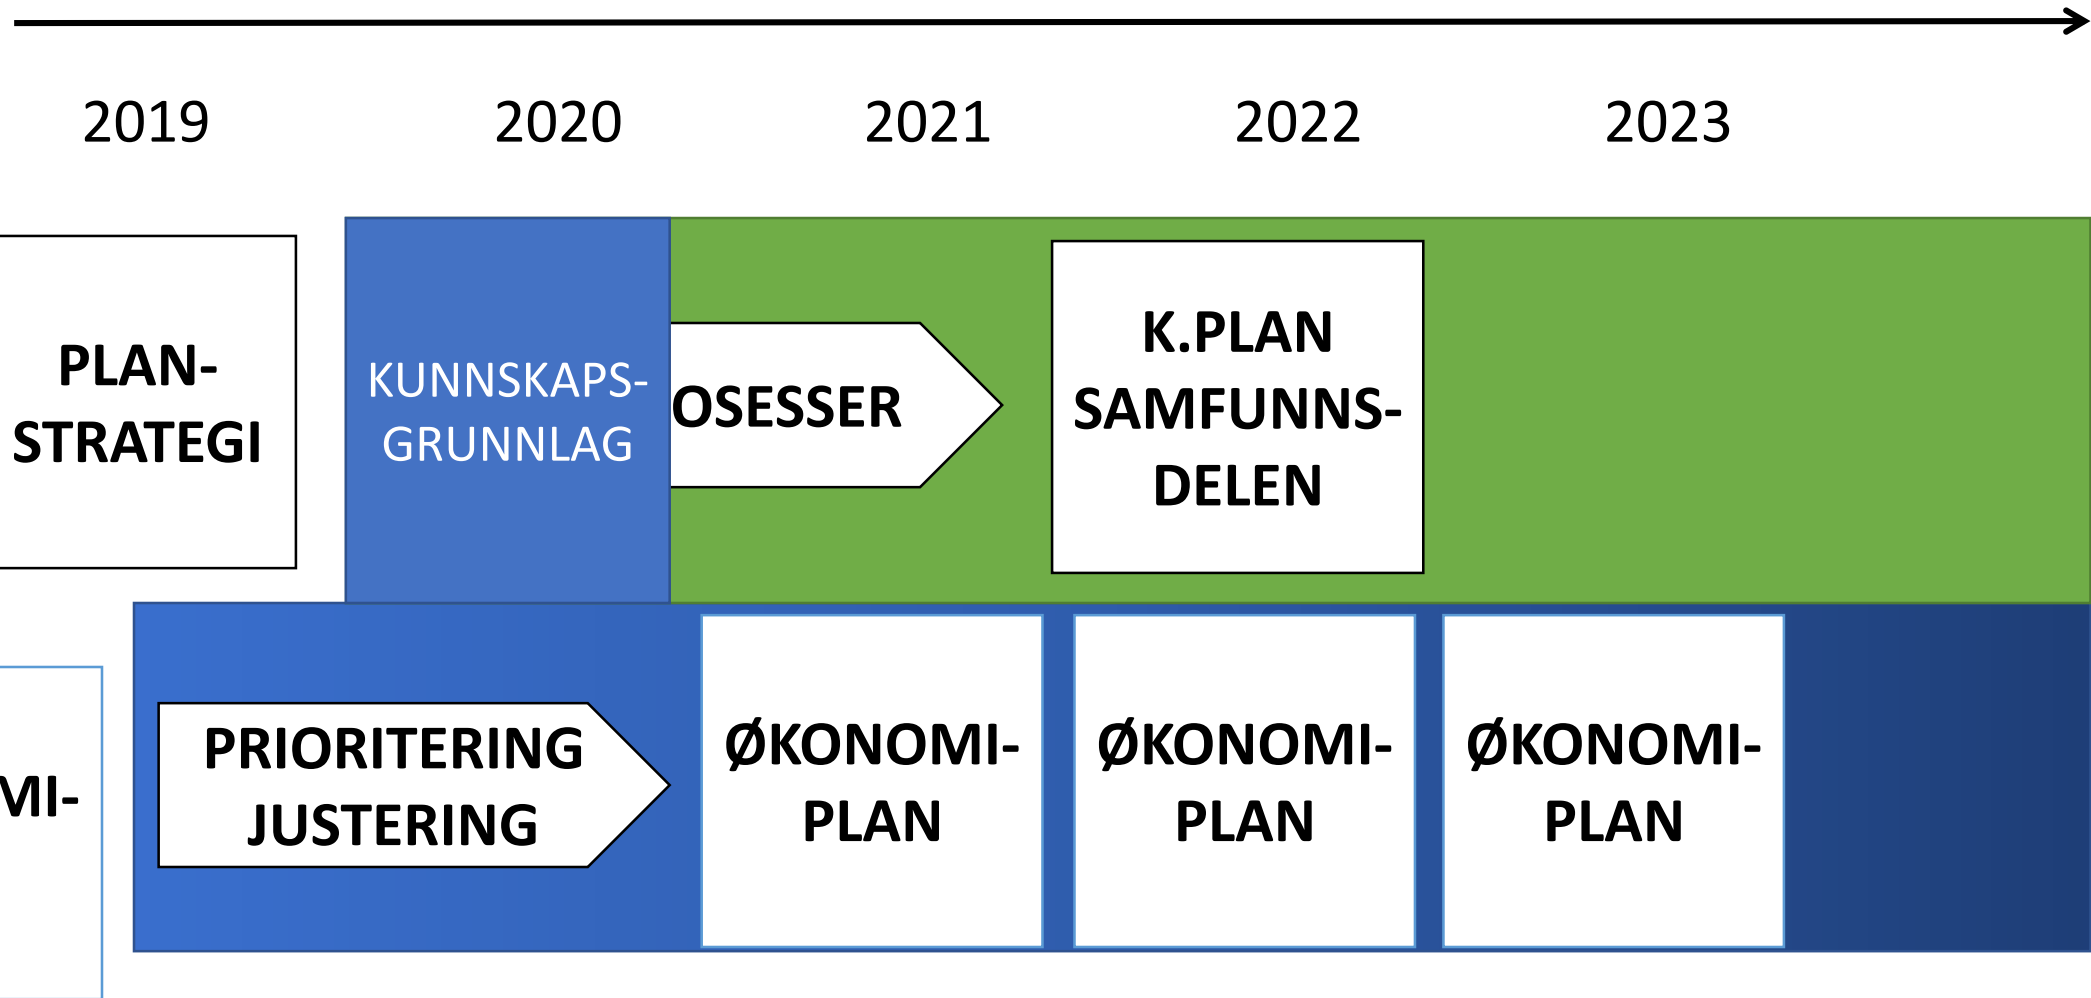 2019 2020 2021 2022 2023
PLAN-
STRATEGI
KUNNSKAPS-
GRUNNLAG
OSESSER
K.PLAN
SAMFUNNS-
DELEN
MI-
PRIORITERING
JUSTERING
ØKONOMI-
PLAN
ØKONOMI-
PLAN
ØKONOMI-
PLAN